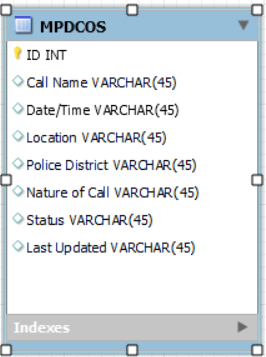 MPDCOS
ID INT
Call Name VARCHAR(45)
Date/Time VARCHAR(45)
Location VARCHAR(45)
Police District VARCHAR(45)
Nature of Call VARCHAR(45)
Status VARCHAR(45)
Last Updated VARCHAR(45)
Indexes